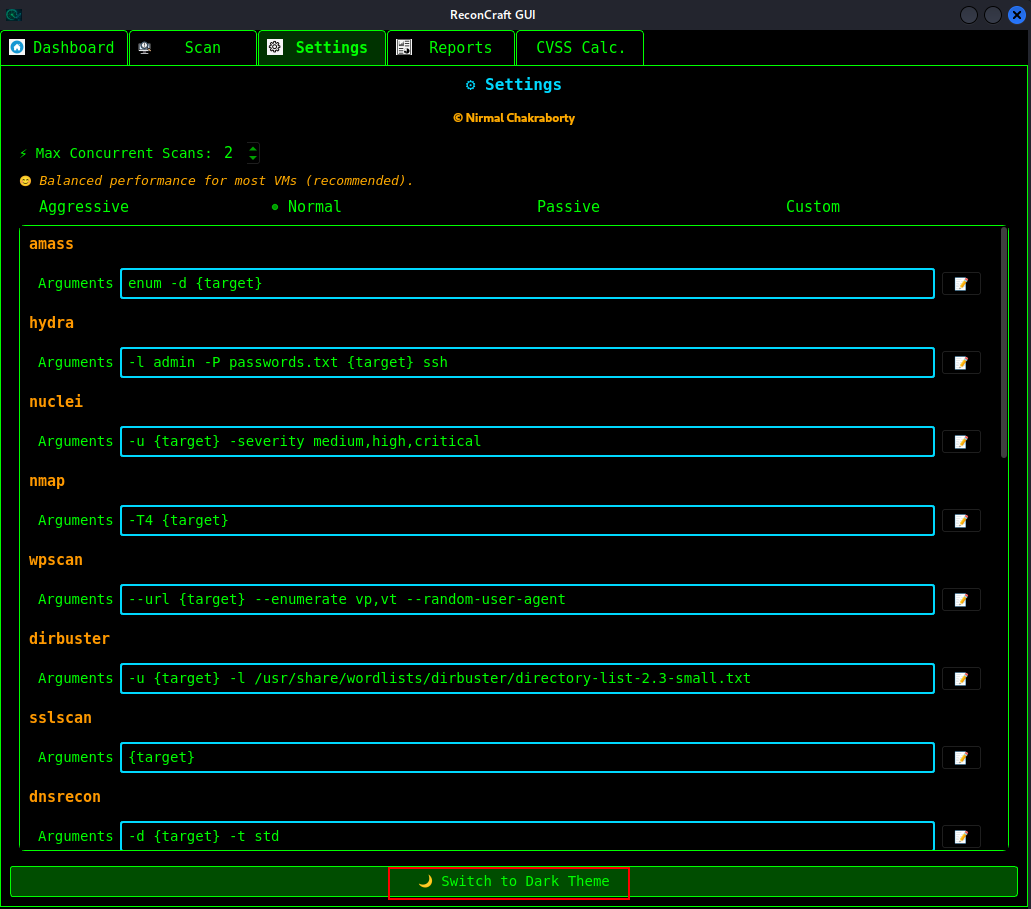 ReconCraft GUI
Dashboard Scan Settings Reports CVSS Calc.
⚙ Settings
© Nirmal Chakraborty
⚡ Max Concurrent Scans: 2
😊 Balanced performance for most VMs (recommended).
Aggressive Normal Passive Custom
amass
Arguments enum -d {target}
hydra
Arguments -l admin -P passwords.txt {target} ssh
nuclei
Arguments -u {target} -severity medium,high,critical
nmap
Arguments -T4 {target}
wpscan
Arguments --url {target} --enumerate vp,vt --random-user-agent
dirbuster
Arguments -u {target} -l /usr/share/wordlists/dirbuster/directory-list-2.3-small.txt
sslscan
Arguments {target}
dnsrecon
Arguments -d {target} -t std
🌙 Switch to Dark Theme